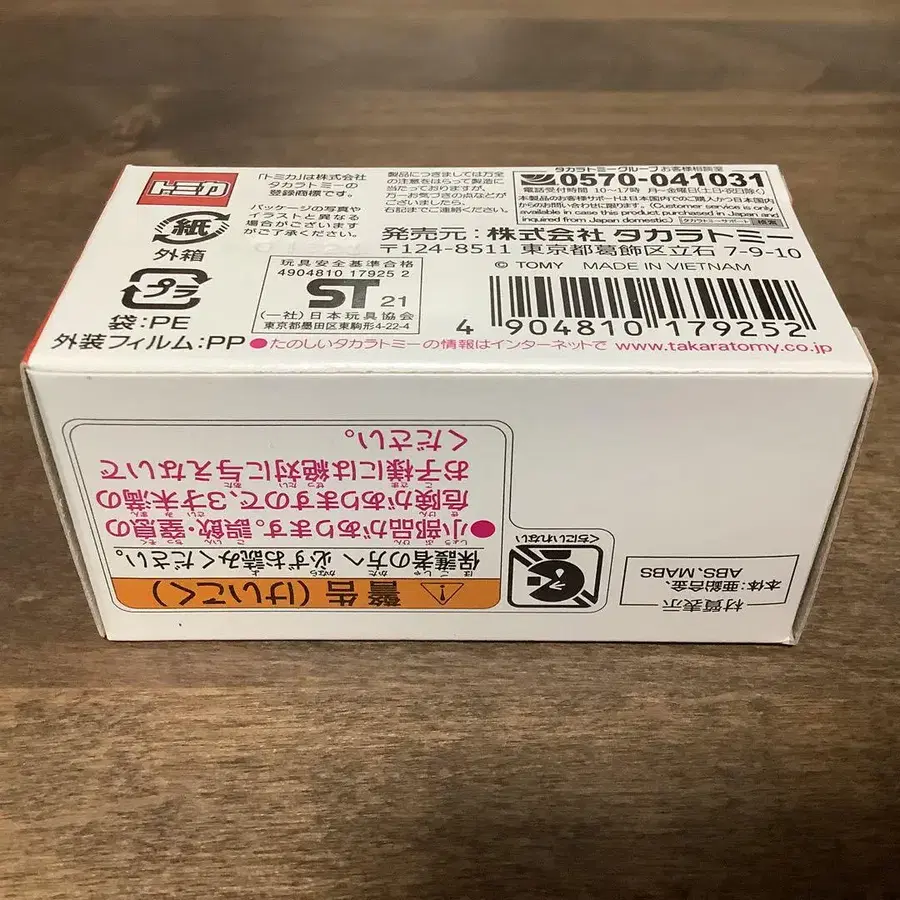 トミカ
「トミカ」は株式会社
タカラトミーの
登録商標です。
パッケージの写真や
イラストと異なる
場合がございます
がご了承ください。
製品につきましては万全
の注意をはらって製造に
当たっておりますが、
万一お気づきの点などが
ございましたら、
右記までご連絡ください。
タカラトミーグループお客様相談室
0570-041031
電話受付時間 10~17時 月~金曜日(土・日・祝日除く)
本製品のお客様サポートは日本国内でのご購入かつ日本国内
からのお問い合わせに限ります。(Customer service is only
available in case this product purchased in Japan and
inquired from Japan domestic.)
タカラトミーサポート 検索
発売元:株式会社 タカラトミー
〒124-8511 東京都葛飾区立石 7-9-10
© TOMY MADE IN VIETNAM
紙
外箱
プラ
袋:PE
外装フィルム:PP
玩具安全基準合格
4904810 17925 2
ST 21
(一社)日本玩具協会
東京都墨田区東駒形4-22-4
4 904810 179252
●たのしいタカラトミーの情報はインターネットで www.takaratomy.co.jp
警告(けいこく)
保護者の方へ 必ずお読みください。
●小部品があります。誤飲・窒息の
危険がありますので、3才未満の
お子様には絶対に与えないで
ください。
くちにいれない
材質表示
本体:亜鉛合金、
ABS、MABS